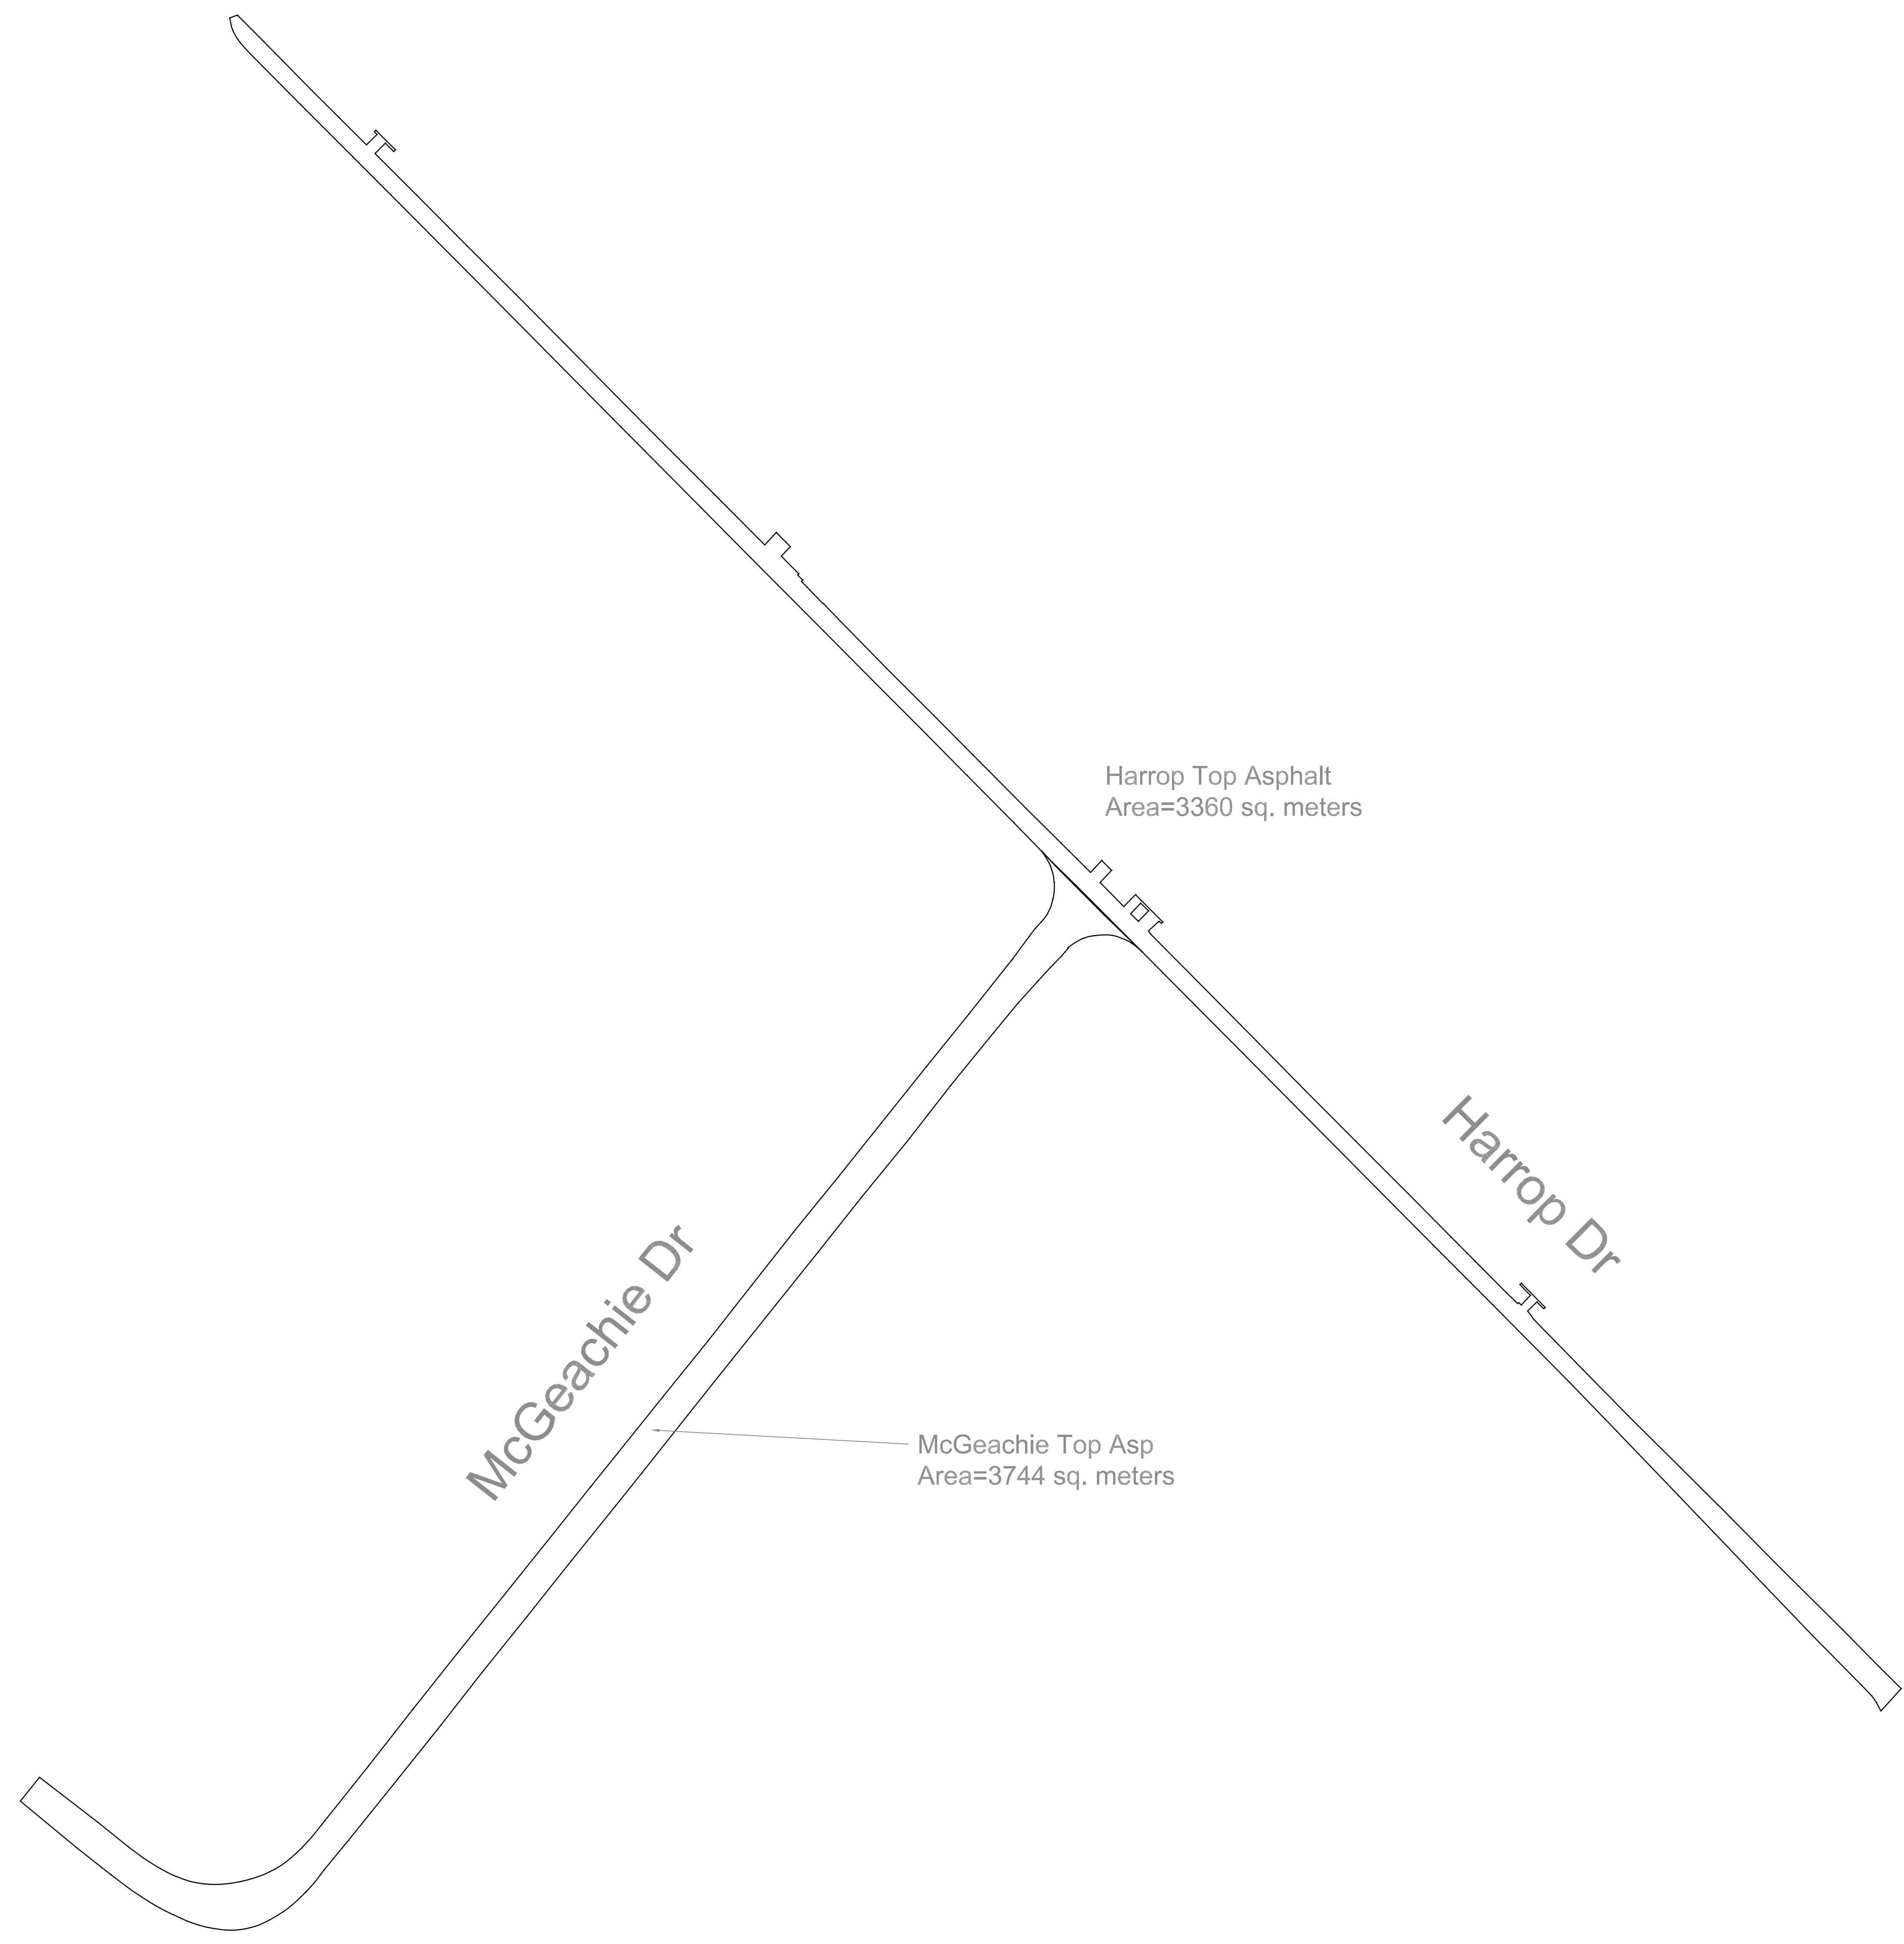 Harrop Top Asphalt
Area=3360 sq. meters
Harrop Dr
McGeachie Dr
McGeachie Top Asp
Area=3744 sq. meters